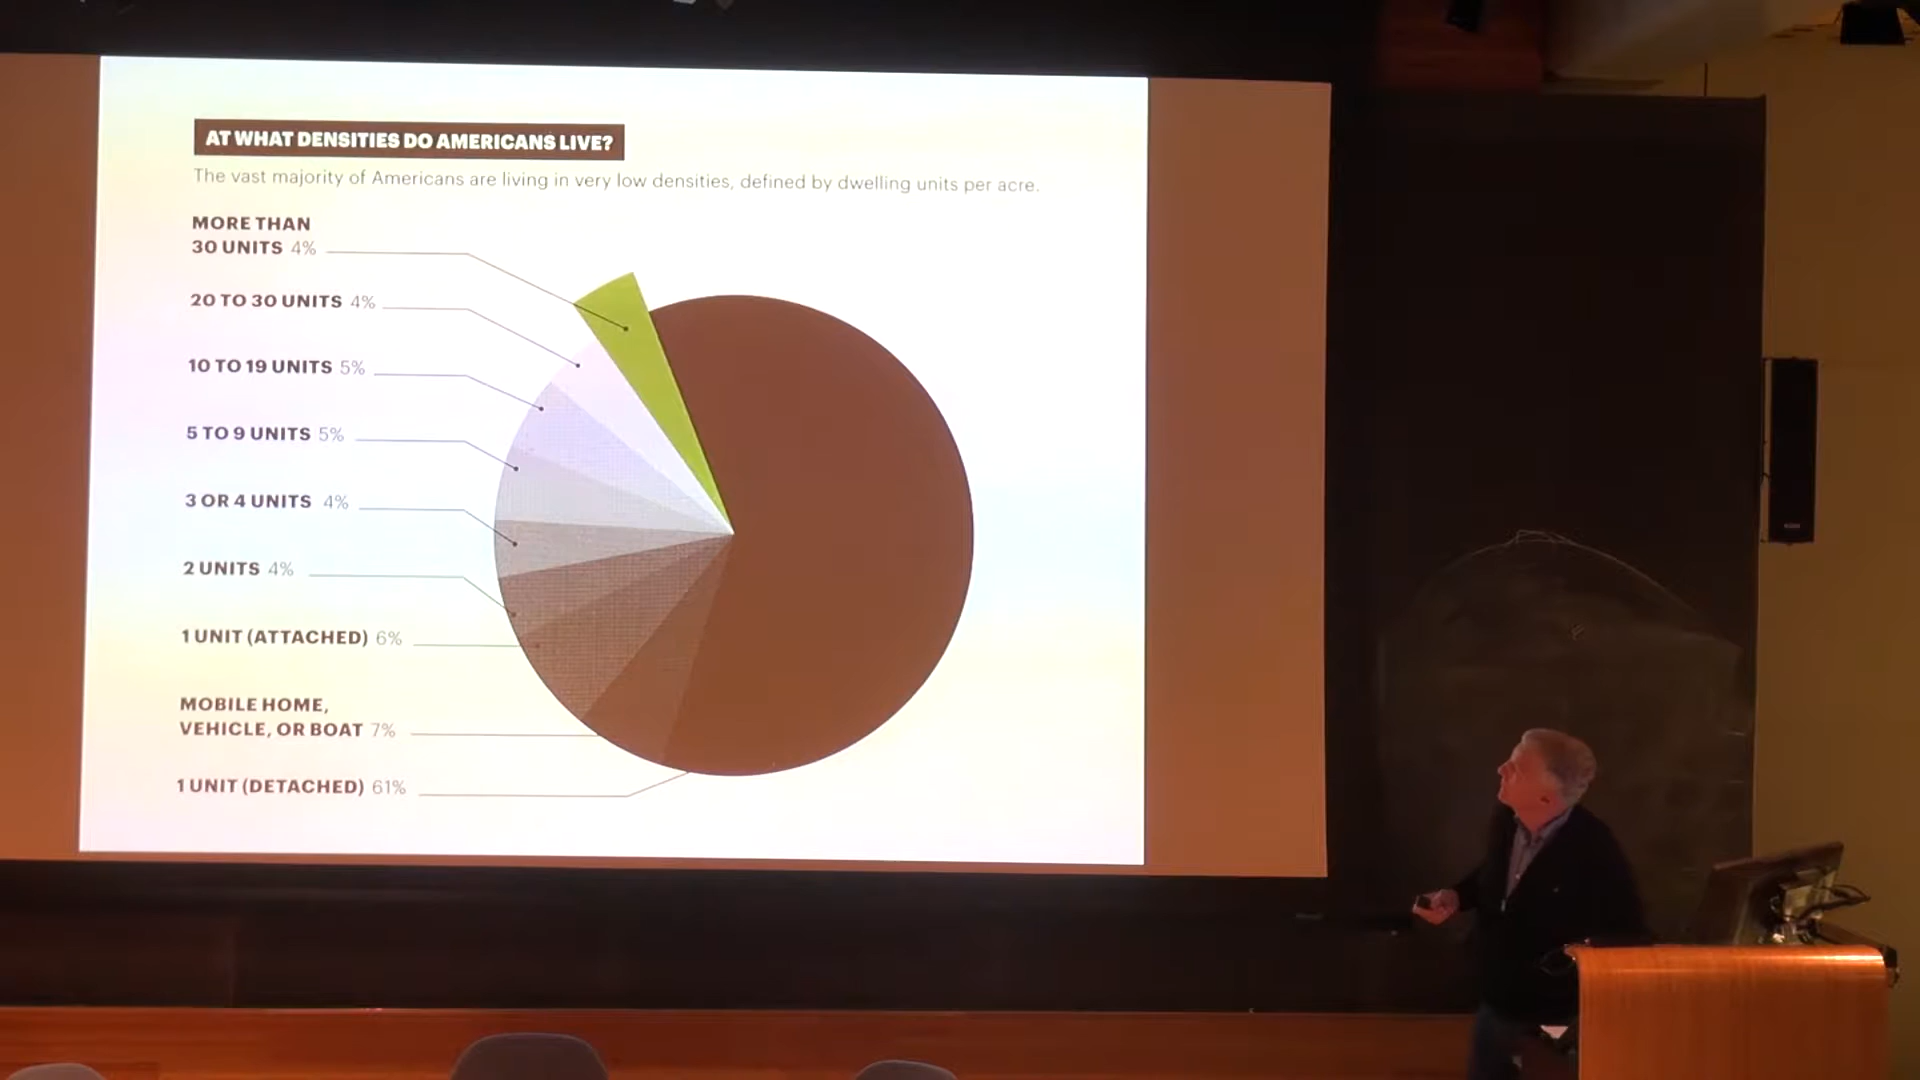 AT WHAT DENSITIES DO AMERICANS LIVE?
The vast majority of Americans are living in very low densities, defined by dwelling units per acre.
MORE THAN
30 UNITS 4%
20 TO 30 UNITS 4%
10 TO 19 UNITS 5%
5 TO 9 UNITS 5%
3 OR 4 UNITS 4%
2 UNITS 4%
1 UNIT (ATTACHED) 6%
MOBILE HOME,
VEHICLE, OR BOAT 7%
1 UNIT (DETACHED) 61%